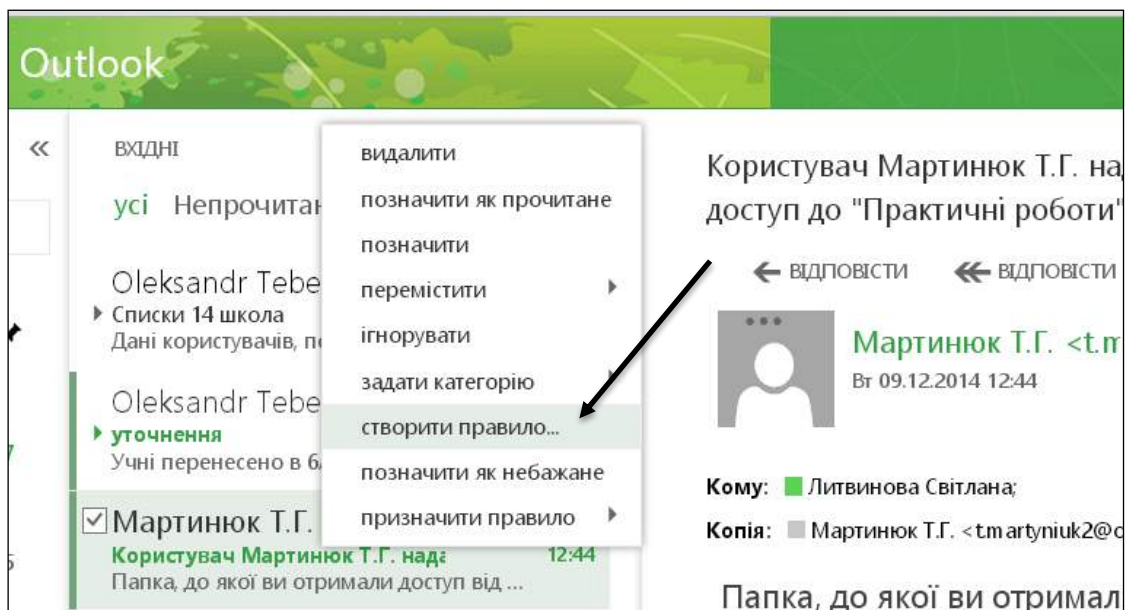 Outlook
«
ВХІДНІ
усі Непрочитан
Oleksandr Tebe
Списки 14 школа
Дані користувачів, п
Oleksandr Tebe
уточнення
Учні перенесено в 6
Мартинюк Т.Г.
Користувач Мартинюк Т.Г. нада 12:44
Папка, до якої ви отримали доступ від ...
видалити
позначити як прочитане
позначити
перемістити
ігнорувати
задати категорію
створити правило...
позначити як небажане
призначити правило
Користувач Мартинюк Т.Г. на
доступ до "Практичні роботи"
ВІДПОВІСТИ ВІДПОВІСТИ
Мартинюк Т.Г. <t.m
Вт 09.12.2014 12:44
Кому: Литвинова Світлана;
Копія: Мартинюк Т.Г. <t.martyniuk2@o
Папка, до якої ви отримал